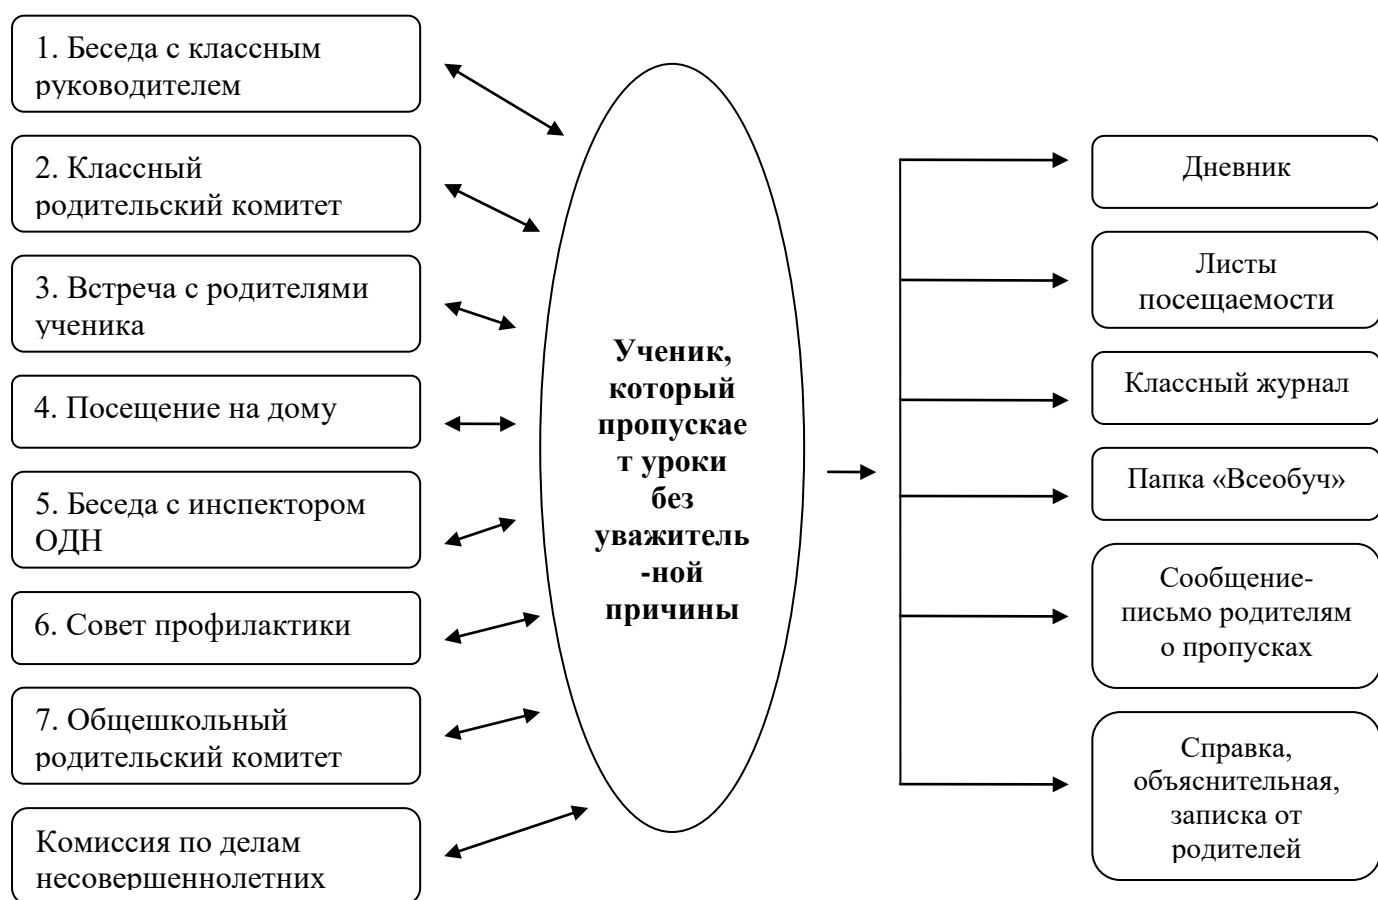 1. Беседа с классным
руководителем
2. Классный
родительский комитет
3. Встреча с родителями
ученика
4. Посещение на дому
5. Беседа с инспектором
ОДН
6. Совет профилактики
7. Общешкольный
родительский комитет
Комиссия по делам
несовершеннолетних
Ученик,
который
пропускае
т уроки
без
уважитель
-ной
причины
Дневник
Листы
посещаемости
Классный журнал
Папка «Всеобуч»
Сообщение-
письмо родителям
о пропусках
Справка,
объяснительная,
записка от
родителей